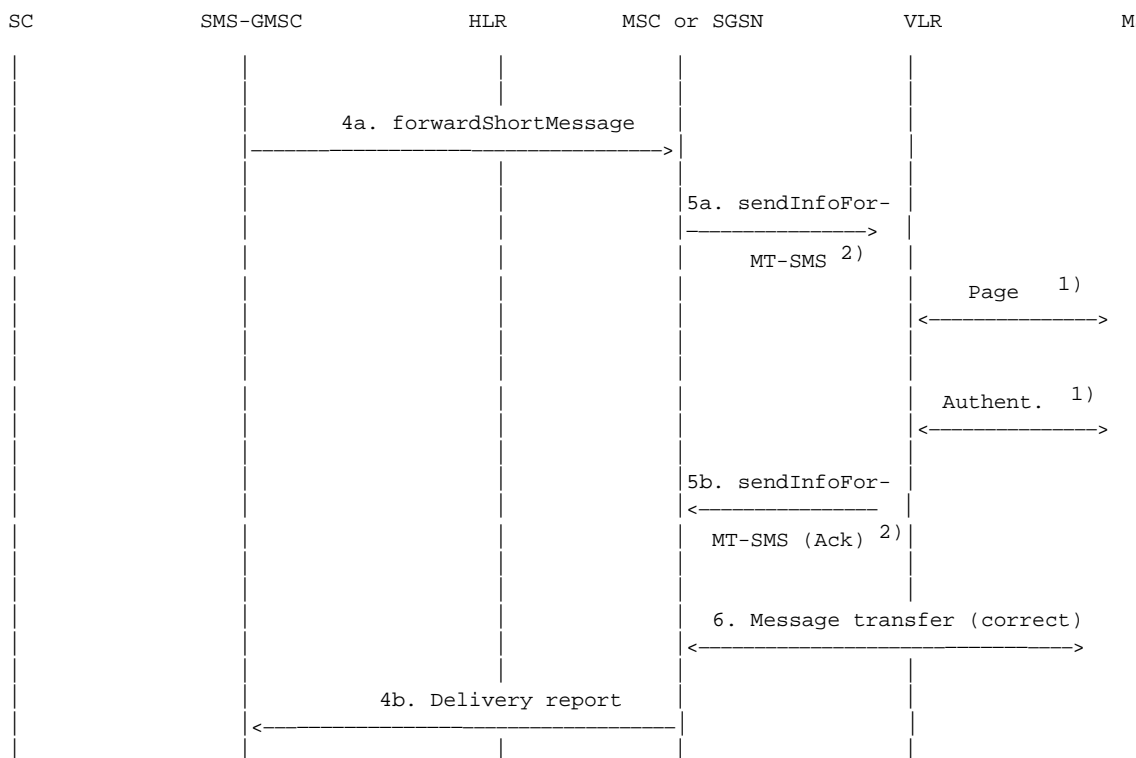 SC SMS-GMSC HLR MSC or SGSN VLR M
4a. forwardShortMessage
5a. sendInfoFor-
MT-SMS 2)
Page 1)
Authent. 1)
5b. sendInfoFor-
MT-SMS (Ack) 2)
6. Message transfer (correct)
4b. Delivery report